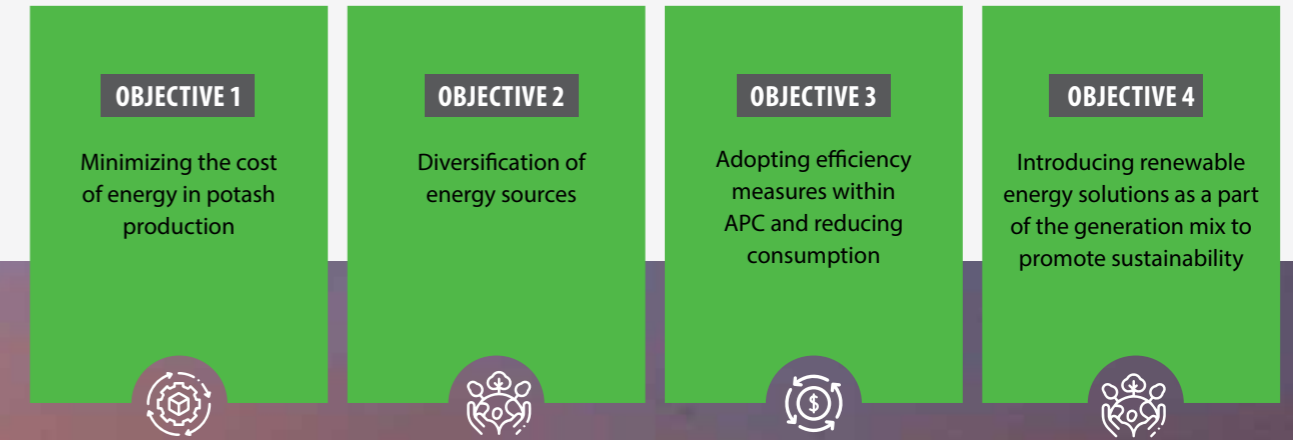 OBJECTIVE 1
Minimizing the cost
of energy in potash
production
OBJECTIVE 2
Diversification of
energy sources
OBJECTIVE 3
Adopting efficiency
measures within
APC and reducing
consumption
OBJECTIVE 4
Introducing renewable
energy solutions as a part
of the generation mix to
promote sustainability
$